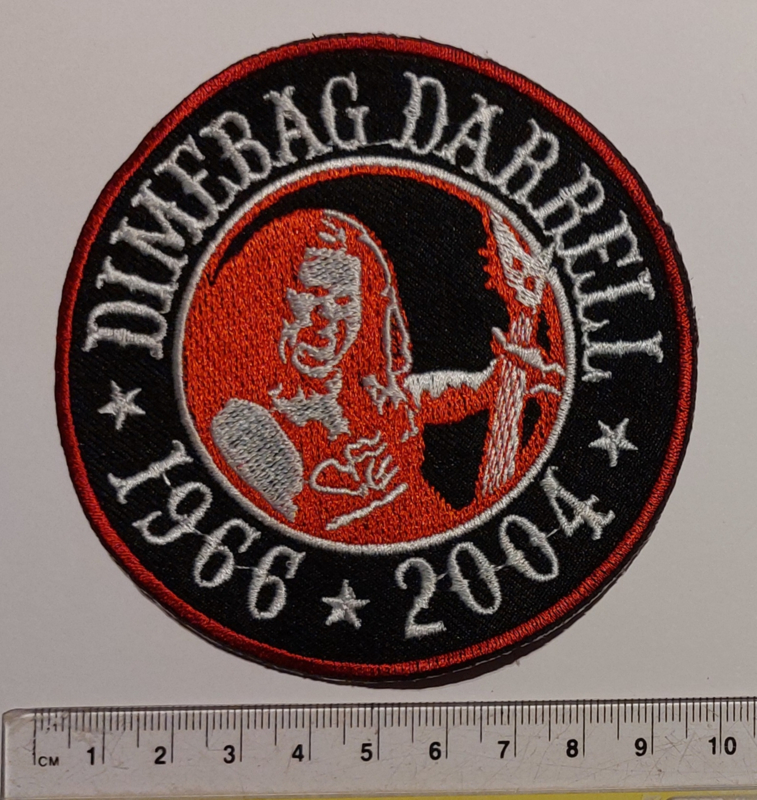 DIMEBAG DARRELL
1966 2004
CM 1 2 3 4 5 6 7 8 9 10